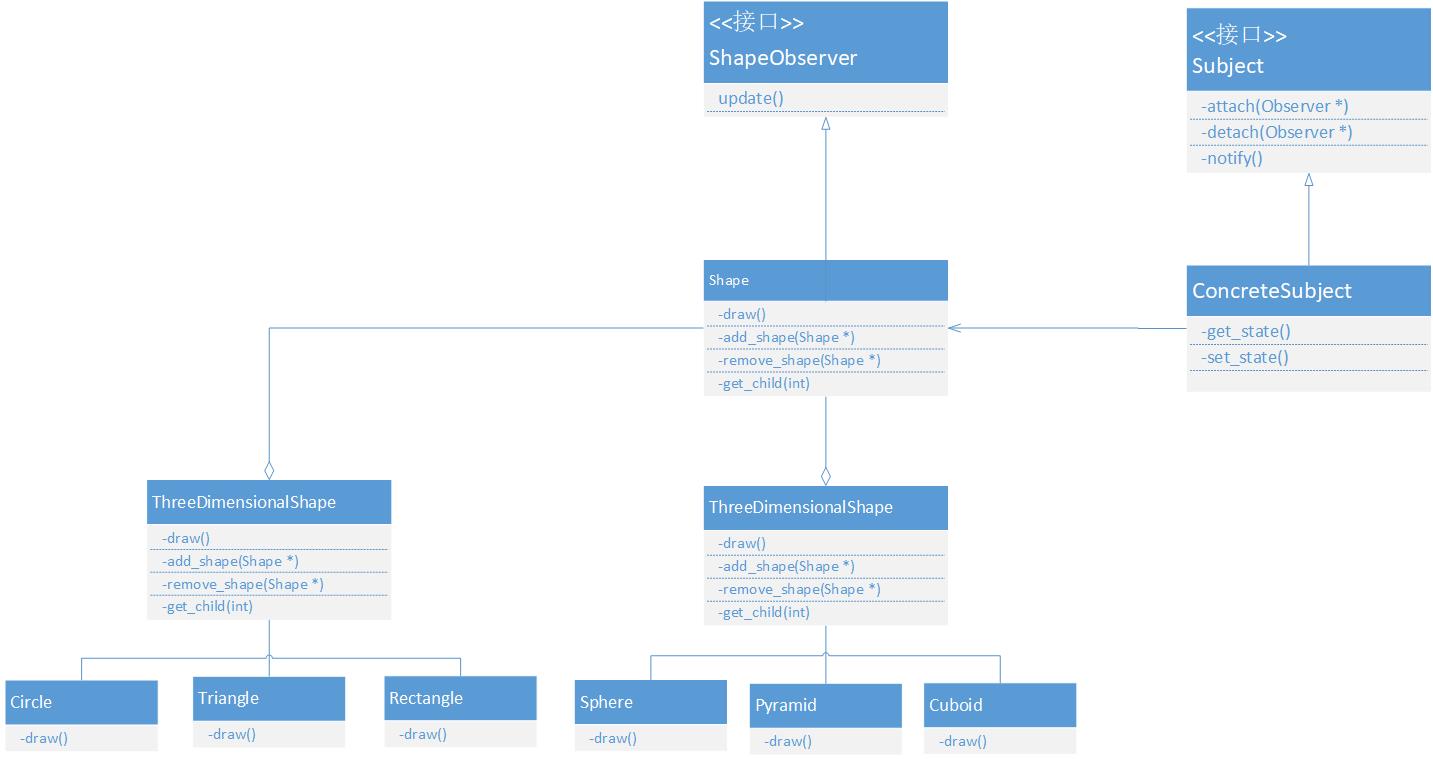 <<接口>>
ShapeObserver
update()
<<接口>>
Subject
-attach(Observer *)
-detach(Observer *)
-notify()
Shape
-draw()
-add_shape(Shape *)
-remove_shape(Shape *)
-get_child(int)
ConcreteSubject
-get_state()
-set_state()
ThreeDimensionalShape
-draw()
-add_shape(Shape *)
-remove_shape(Shape *)
-get_child(int)
ThreeDimensionalShape
-draw()
-add_shape(Shape *)
-remove_shape(Shape *)
-get_child(int)
Circle
-draw()
Triangle
-draw()
Rectangle
-draw()
Sphere
-draw()
Pyramid
-draw()
Cuboid
-draw()